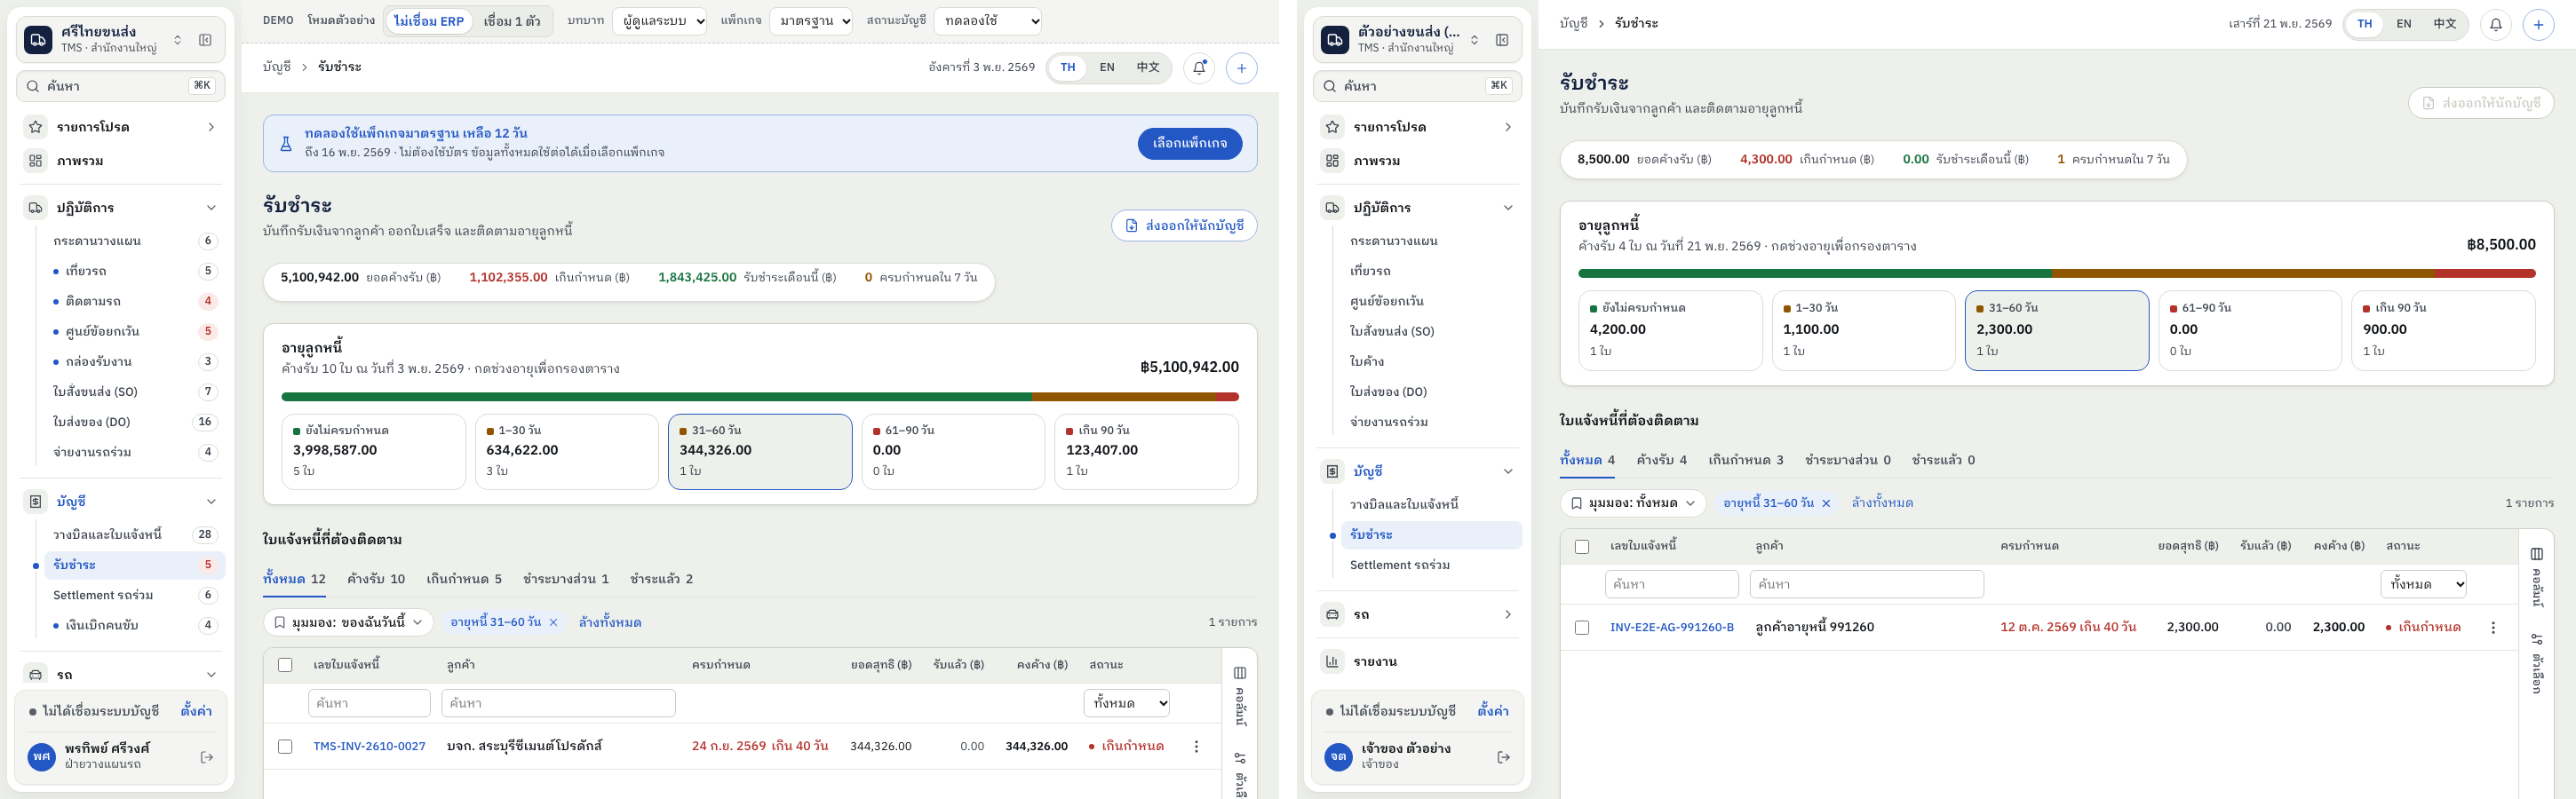 ศรีไทยขนส่ง
TMS · สำนักงานใหญ่
ค้นหา ⌘K
รายการโปรด
ภาพรวม
ปฏิบัติการ
กระดานวางแผน 6
เที่ยวรถ 5
ติดตามรถ 4
ศูนย์ข้อยกเว้น 5
กล่องรับงาน 3
ใบสั่งขนส่ง (SO) 7
ใบส่งของ (DO) 16
จ่ายงานรถร่วม 4
บัญชี
วางบิลและใบแจ้งหนี้ 28
รับชำระ 5
Settlement รถร่วม 6
เงินเบิกคนขับ 4
รถ
ไม่ได้เชื่อมระบบบัญชี ตั้งค่า
พศ พรทิพย์ ศรีวงศ์
ฝ่ายวางแผนรถ
DEMO โหมดตัวอย่าง ไม่เชื่อม ERP เชื่อม 1 ตัว บทบาท ผู้ดูแลระบบ แพ็กเกจ มาตรฐาน สถานะบัญชี ทดลองใช้
บัญชี > รับชำระ อังคารที่ 3 พ.ย. 2569 TH EN 中文
ทดลองใช้แพ็กเกจมาตรฐาน เหลือ 12 วัน
ถึง 16 พ.ย. 2569 · ไม่ต้องใช้บัตร ข้อมูลทั้งหมดใช้ต่อได้เมื่อเลือกแพ็กเกจ
เลือกแพ็กเกจ
รับชำระ
บันทึกรับเงินจากลูกค้า ออกใบเสร็จ และติดตามอายุลูกหนี้
ส่งออกให้นักบัญชี
5,100,942.00 ยอดค้างรับ (฿) 1,102,355.00 เกินกำหนด (฿) 1,843,425.00 รับชำระเดือนนี้ (฿) 0 ครบกำหนดใน 7 วัน
อายุลูกหนี้
ค้างรับ 10 ใบ ณ วันที่ 3 พ.ย. 2569 · กดช่วงอายุเพื่อกรองตาราง ฿5,100,942.00
ยังไม่ครบกำหนด 1–30 วัน 31–60 วัน 61–90 วัน เกิน 90 วัน
3,998,587.00 634,622.00 344,326.00 0.00 123,407.00
5 ใบ 3 ใบ 1 ใบ 0 ใบ 1 ใบ
ใบแจ้งหนี้ที่ต้องติดตาม
ทั้งหมด 12 ค้างรับ 10 เกินกำหนด 5 ชำระบางส่วน 1 ชำระแล้ว 2
มุมมอง: ของฉันวันนี้ อายุหนี้ 31–60 วัน × ล้างทั้งหมด 1 รายการ
เลขใบแจ้งหนี้ ลูกค้า ครบกำหนด ยอดสุทธิ (฿) รับแล้ว (฿) คงค้าง (฿) สถานะ
ค้นหา ค้นหา ทั้งหมด
TMS-INV-2610-0027 บจก. สระบุรีซีเมนต์โปรดักส์ 24 ก.ย. 2569 เกิน 40 วัน 344,326.00 0.00 344,326.00 เกินกำหนด
คอลัมน์
ตัวเลื
ตัวอย่างขนส่ง (...
TMS · สำนักงานใหญ่
ค้นหา ⌘K
รายการโปรด
ภาพรวม
ปฏิบัติการ
กระดานวางแผน
เที่ยวรถ
ศูนย์ข้อยกเว้น
ใบสั่งขนส่ง (SO)
ใบค้าง
ใบส่งของ (DO)
จ่ายงานรถร่วม
บัญชี
วางบิลและใบแจ้งหนี้
รับชำระ
Settlement รถร่วม
รถ
รายงาน
ไม่ได้เชื่อมระบบบัญชี ตั้งค่า
จต เจ้าของ ตัวอย่าง
เจ้าของ
บัญชี > รับชำระ เสาร์ที่ 21 พ.ย. 2569 TH EN 中文
รับชำระ
บันทึกรับเงินจากลูกค้า และติดตามอายุลูกหนี้
ส่งออกให้นักบัญชี
8,500.00 ยอดค้างรับ (฿) 4,300.00 เกินกำหนด (฿) 0.00 รับชำระเดือนนี้ (฿) 1 ครบกำหนดใน 7 วัน
อายุลูกหนี้
ค้างรับ 4 ใบ ณ วันที่ 21 พ.ย. 2569 · กดช่วงอายุเพื่อกรองตาราง ฿8,500.00
ยังไม่ครบกำหนด 1–30 วัน 31–60 วัน 61–90 วัน เกิน 90 วัน
4,200.00 1,100.00 2,300.00 0.00 900.00
1 ใบ 1 ใบ 1 ใบ 0 ใบ 1 ใบ
ใบแจ้งหนี้ที่ต้องติดตาม
ทั้งหมด 4 ค้างรับ 4 เกินกำหนด 3 ชำระบางส่วน 0 ชำระแล้ว 0
มุมมอง: ทั้งหมด อายุหนี้ 31–60 วัน × ล้างทั้งหมด 1 รายการ
เลขใบแจ้งหนี้ ลูกค้า ครบกำหนด ยอดสุทธิ (฿) รับแล้ว (฿) คงค้าง (฿) สถานะ
ค้นหา ค้นหา ทั้งหมด
INV-E2E-AG-991260-B ลูกค้าอายุหนี้ 991260 12 ต.ค. 2569 เกิน 40 วัน 2,300.00 0.00 2,300.00 เกินกำหนด
คอลัมน์
ตัวเลือก